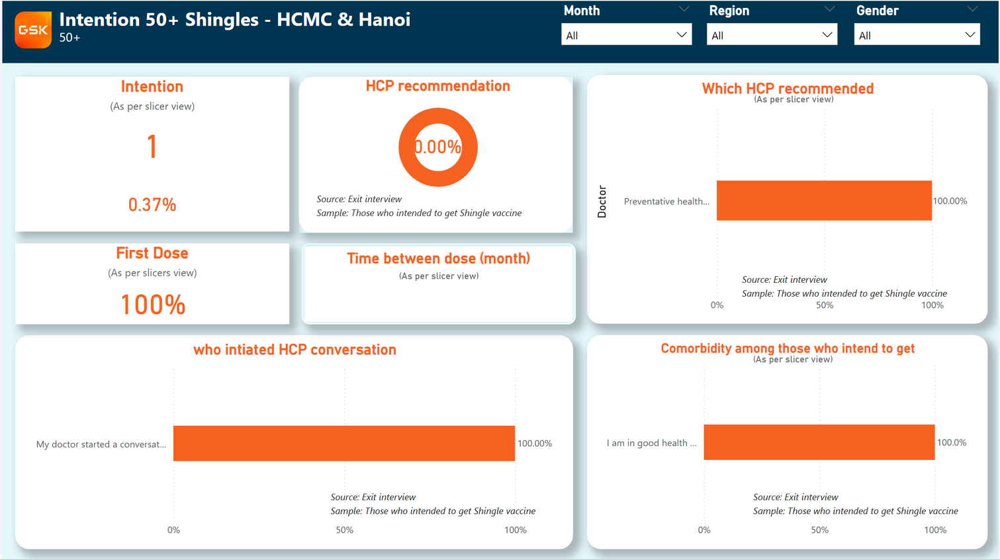 GSK
Intention 50+ Shingles - HCMC & Hanoi
50+
Month
Region
Gender
All
All
All
Intention
(As per slicer view)
1
0.37%
HCP recommendation
0.00%
Source: Exit interview
Sample: Those who intended to get Shingle vaccine
Which HCP recommended
(As per slicer view)
Doctor
Preventative health...
100.00%
Source: Exit interview
Sample: Those who intended to get Shingle vaccine
0%
50%
100%
First Dose
(As per slicers view)
100%
Time between dose (month)
(As per slicer view)
who intiated HCP conversation
My doctor started a conversat...
100.00%
Source: Exit interview
Sample: Those who intended to get Shingle vaccine
0%
50%
100%
Comorbidity among those who intend to get
(As per slicer view)
I am in good health ...
100.0%
Source: Exit interview
Sample: Those who intended to get Shingle vaccine
0%
50%
100%